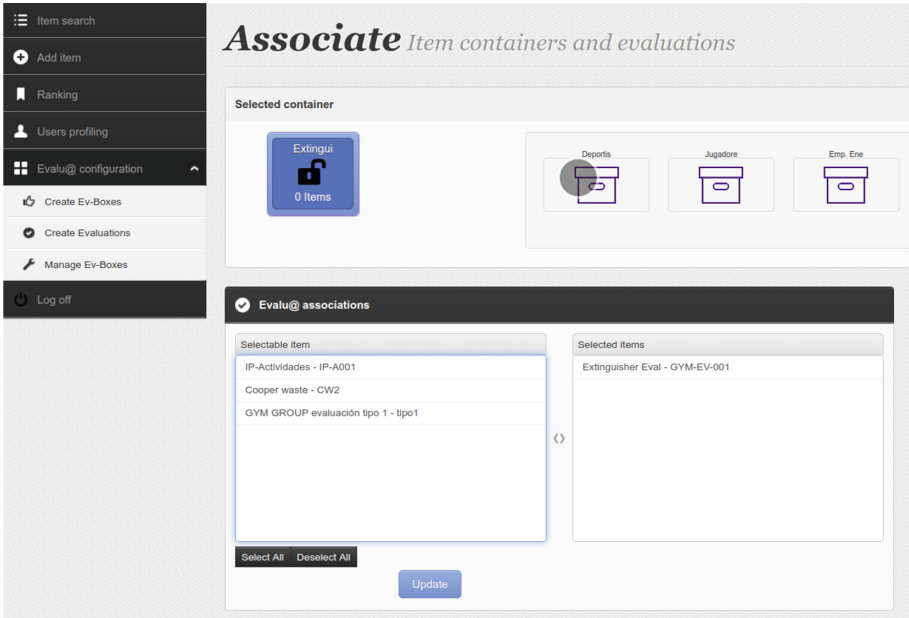 Item search
Add item
Ranking
Users profiling
Evalu@ configuration
Create Ev-Boxes
Create Evaluations
Manage Ev-Boxes
Log off
Associate Item containers and evaluations
Selected container
Extingui
0 Items
Deportis
Jugadore
Emp. Ene
Evalu@ associations
Selectable item
IP-Actividades - IP-A001
Cooper waste - CW2
GYM GROUP evaluación tipo 1 - tipo1
Selected items
Extinguisher Eval - GYM-EV-001
Select All Deselect All
Update